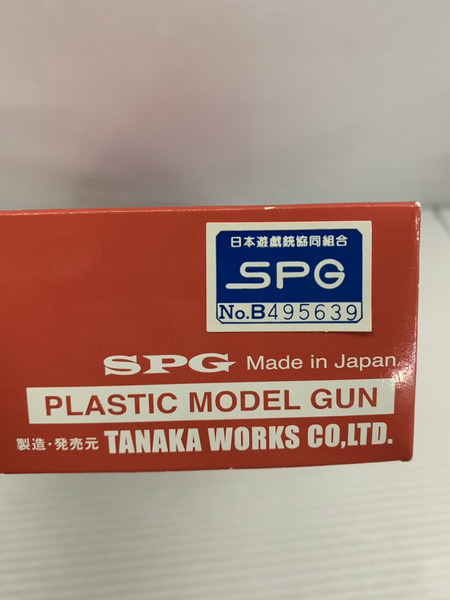 日本遊戯銃協同組合
SPG
No.B495639
SPG Made in Japan
PLASTIC MODEL GUN
製造・発売元 TANAKA WORKS CO,LTD.